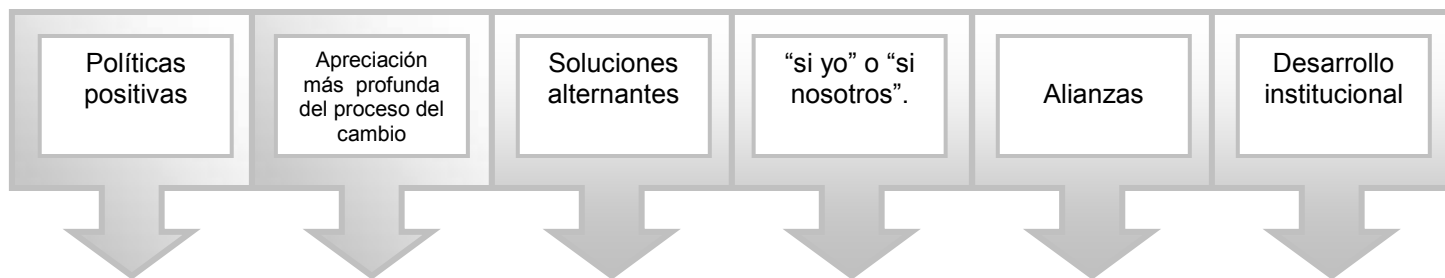 Políticas
positivas
Apreciación
más profunda
del proceso del
cambio
Soluciones
alternantes
“si yo” o “si
nosotros”.
Alianzas
Desarrollo
institucional